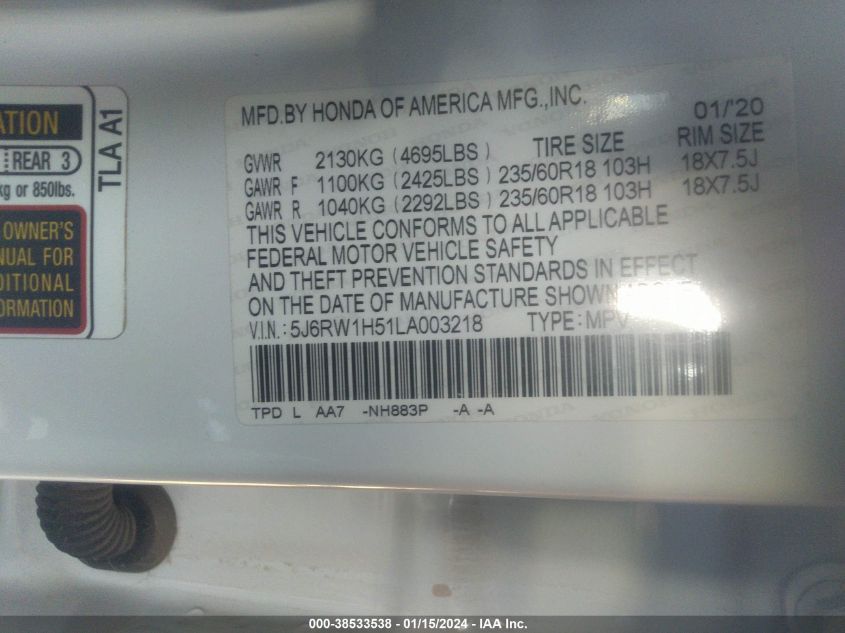 ATION
REAR 3
kg or 850lbs.
OWNER'S
NUAL FOR
DITIONAL
FORMATION
TLA A1
MFD.BY HONDA OF AMERICA MFG.,INC. 01/'20
GVWR 2130KG (4695LBS) TIRE SIZE RIM SIZE
GAWR F 1100KG (2425LBS) 235/60R18 103H 18X7.5J
GAWR R 1040KG (2292LBS) 235/60R18 103H 18X7.5J
THIS VEHICLE CONFORMS TO ALL APPLICABLE
FEDERAL MOTOR VEHICLE SAFETY
AND THEFT PREVENTION STANDARDS IN EFFECT
ON THE DATE OF MANUFACTURE SHOWN
V.I.N.: 5J6RW1H51LA003218 TYPE: MPV
TPD L AA7 -NH883P -A -A
000-38533538 - 01/15/2024 - IAA Inc.